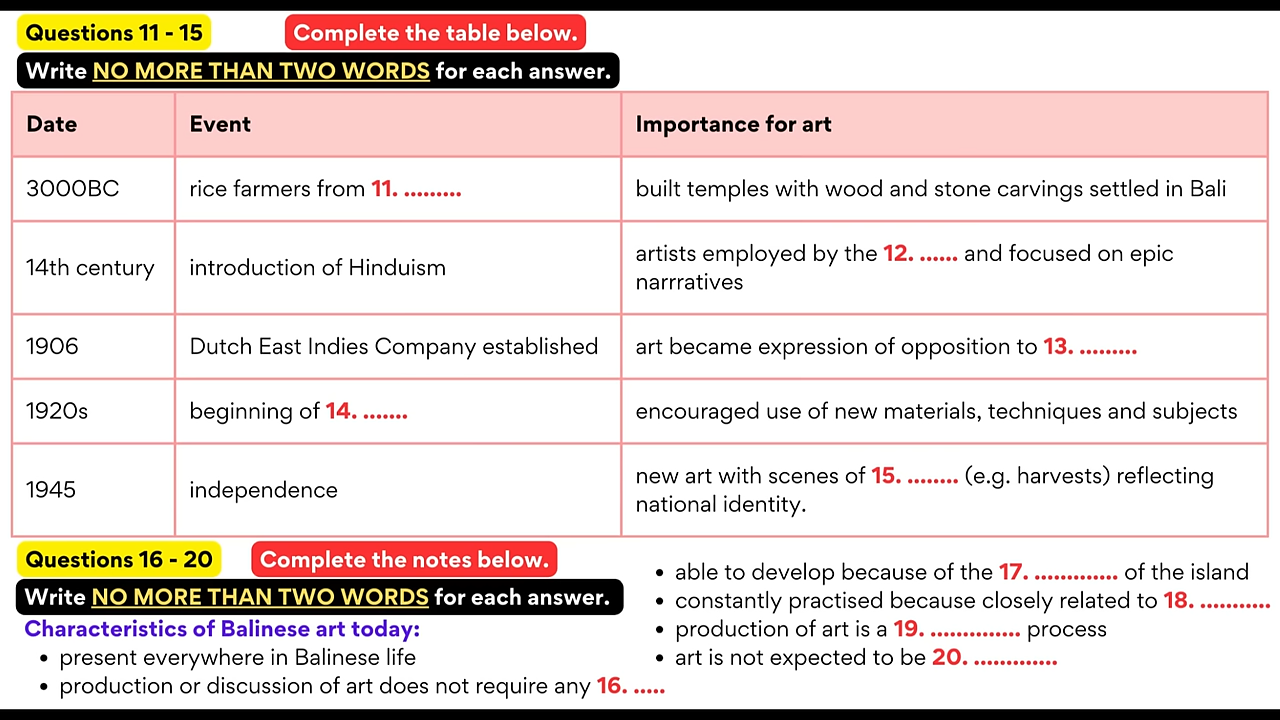 Questions 11 - 15
Complete the table below.
Write NO MORE THAN TWO WORDS for each answer.
Date
Event
Importance for art
3000BC
rice farmers from 11. .........
built temples with wood and stone carvings settled in Bali
14th century
introduction of Hinduism
artists employed by the 12. ...... and focused on epic
narrratives
1906
Dutch East Indies Company established
art became expression of opposition to 13. .........
1920s
beginning of 14. .......
encouraged use of new materials, techniques and subjects
1945
independence
new art with scenes of 15. ........ (e.g. harvests) reflecting
national identity.
Questions 16 - 20
Complete the notes below.
Write NO MORE THAN TWO WORDS for each answer.
Characteristics of Balinese art today:
• present everywhere in Balinese life
• production or discussion of art does not require any 16. .....
• able to develop because of the 17. ............. of the island
• constantly practised because closely related to 18. ...........
• production of art is a 19. .............. process
• art is not expected to be 20. .............